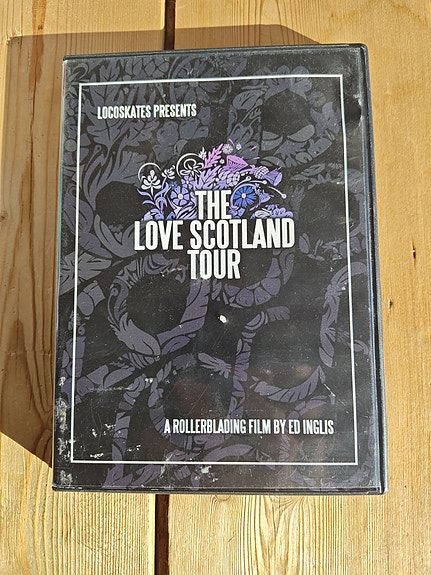 LOCOSKATES PRESENTS
THE
LOVE SCOTLAND
TOUR
A ROLLERBLADING FILM BY ED INGLIS